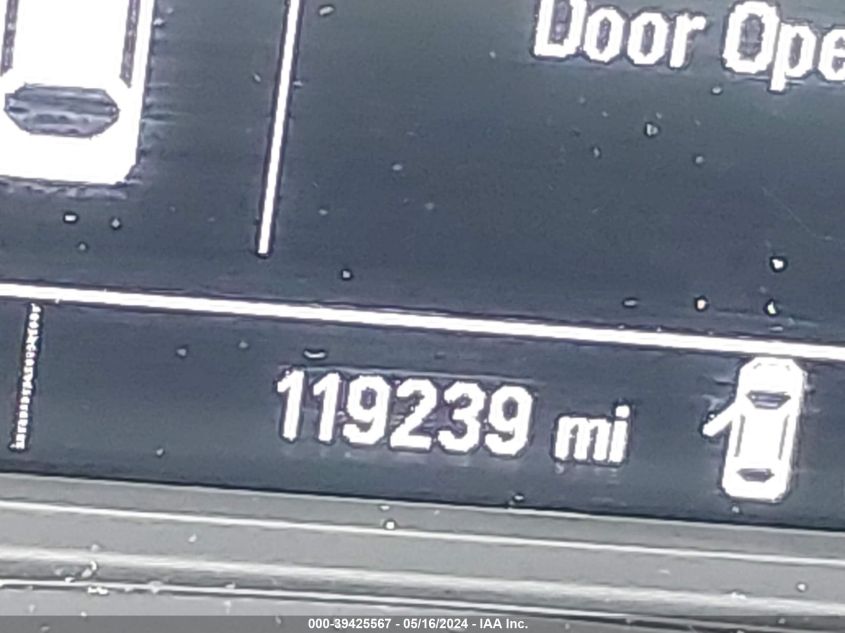 Door Ope
119239 mi
000-39425567 - 05/16/2024 - IAA Inc.